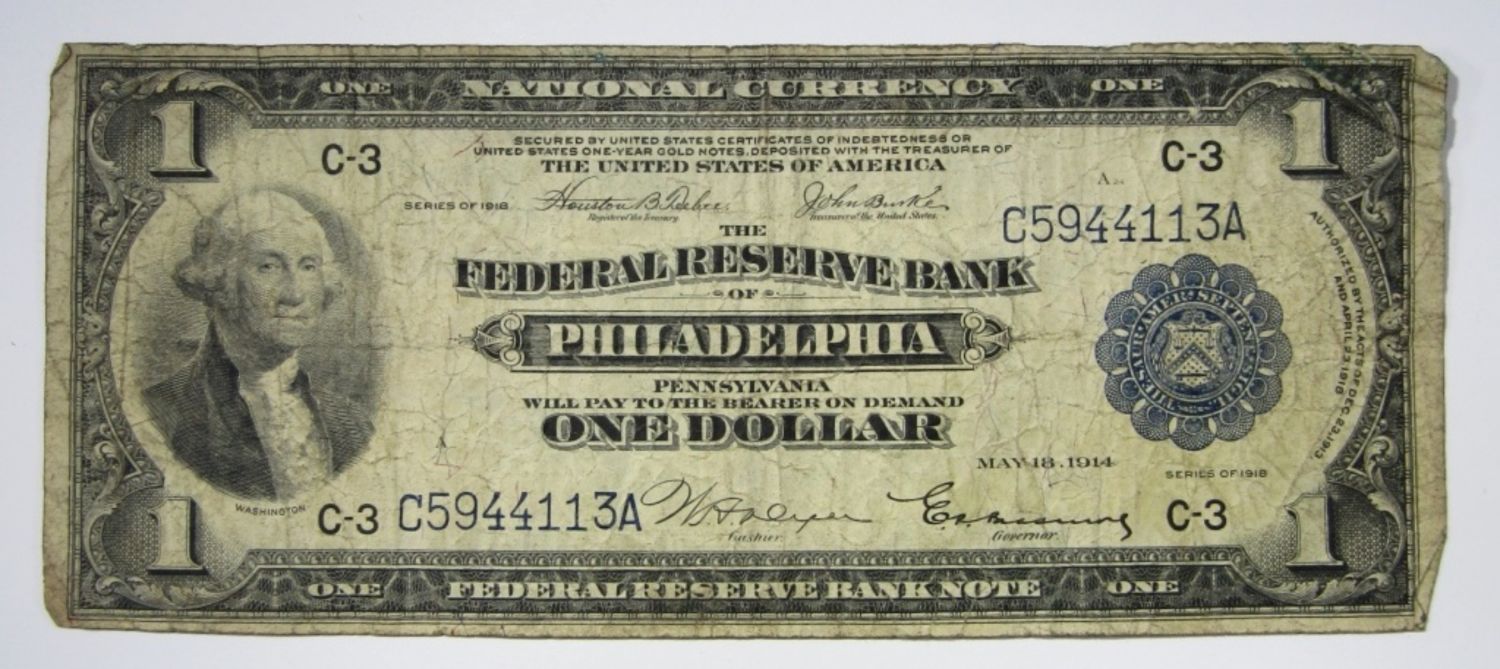 ONE NATIONAL CURRENCY ONE
1 1
SECURED BY UNITED STATES CERTIFICATES OF INDEBTEDNESS OR
UNITED STATES ONE-YEAR GOLD NOTES, DEPOSITED WITH THE TREASURER OF
C-3 THE UNITED STATES OF AMERICA C-3
A
SERIES OF 1918 Houston B. Teehee John Burke
Register of the Treasury. Treasurer of the United States.
THE C5944113A
FEDERAL RESERVE BANK
OF
PHILADELPHIA
PENNSYLVANIA
WILL PAY TO THE BEARER ON DEMAND
ONE DOLLAR
THESAUR. AMER. SEPTENT. SIGIL.
AUTHORIZED BY THE ACTS OF DEC. 23, 1913,
AND APRIL 23, 1918
MAY 18, 1914
SERIES OF 1918
WASHINGTON
C-3 C5944113A C-3
Cashier. Governor.
1 1
ONE FEDERAL RESERVE BANK NOTE ONE